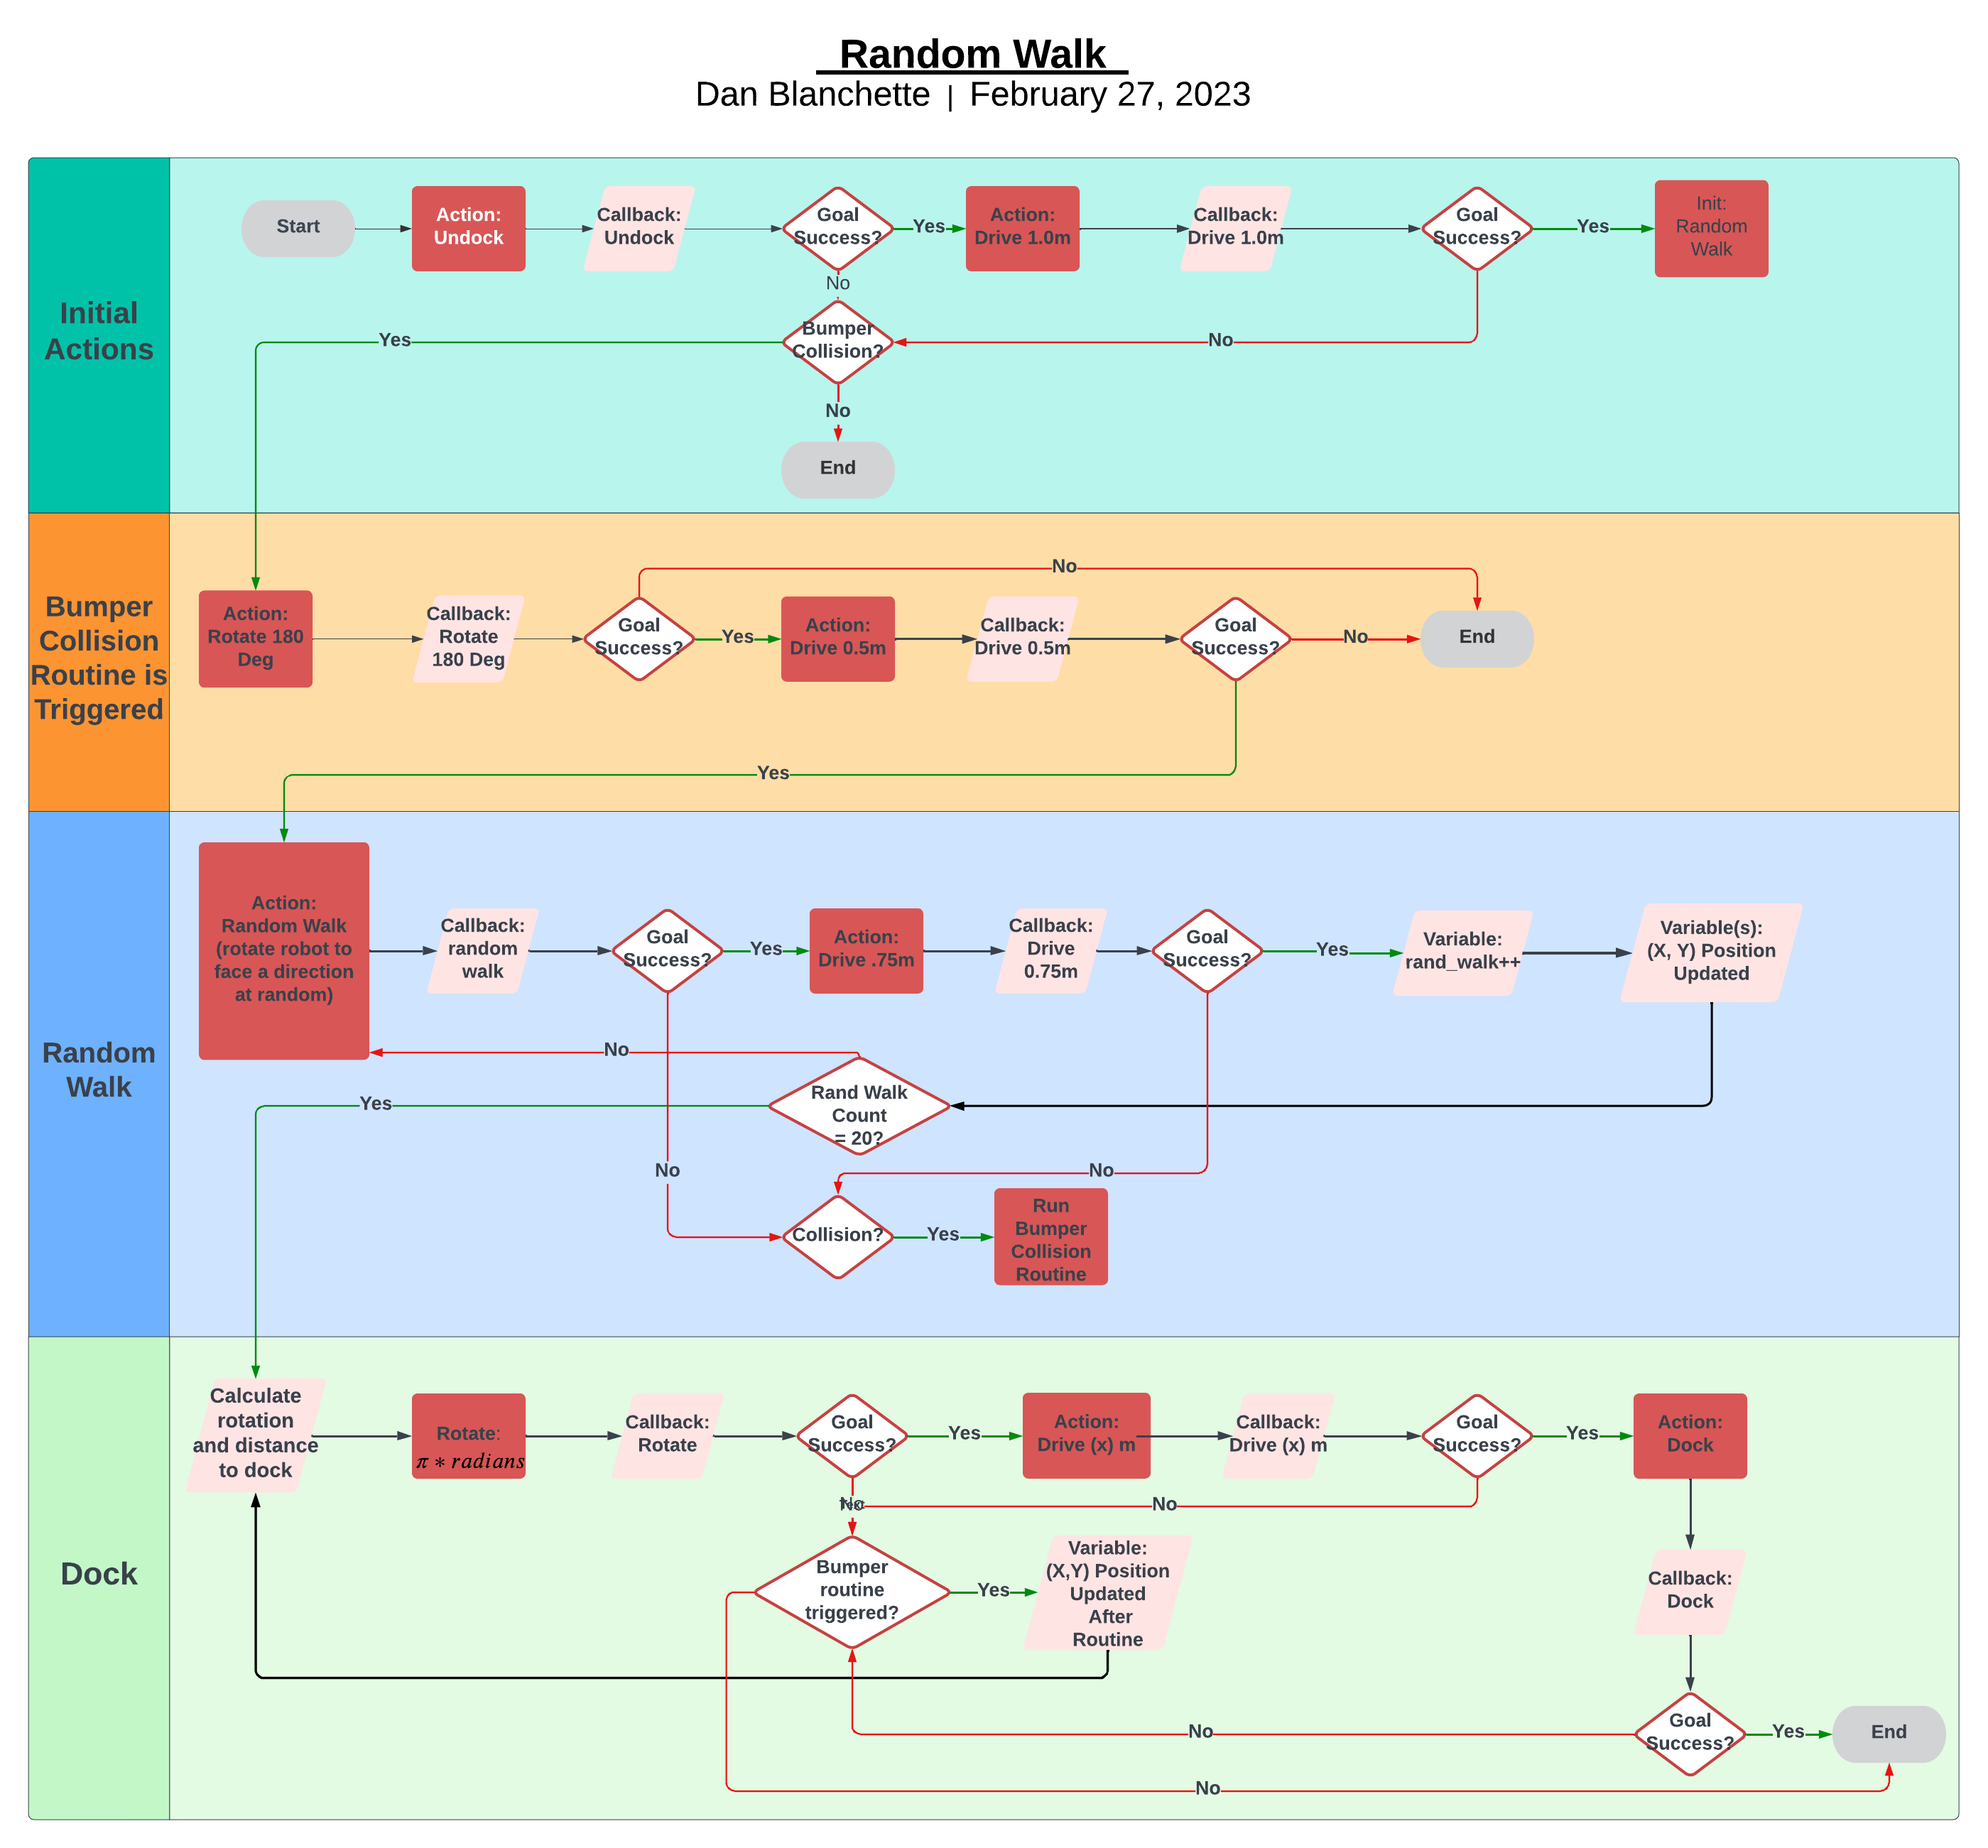 Random Walk
Dan Blanchette | February 27, 2023
Initial
Actions
Start
Action:
Undock
Callback:
Undock
Goal
Success?
Yes
Action:
Drive 1.0m
Callback:
Drive 1.0m
Goal
Success?
Yes
Init:
Random
Walk
No
Bumper
Collision?
Yes
No
No
End
Bumper
Collision
Routine is
Triggered
No
Action:
Rotate 180
Deg
Callback:
Rotate
180 Deg
Goal
Success?
Yes
Action:
Drive 0.5m
Callback:
Drive 0.5m
Goal
Success?
No
End
Yes
Random
Walk
Action:
Random Walk
(rotate robot to
face a direction
at random)
Callback:
random
walk
Goal
Success?
Yes
Action:
Drive .75m
Callback:
Drive
0.75m
Goal
Success?
Yes
Variable:
rand_walk++
Variable(s):
(X, Y) Position
Updated
No
Rand Walk
Count
= 20?
Yes
No
No
Collision?
Yes
Run
Bumper
Collision
Routine
Dock
Calculate
rotation
and distance
to dock
Rotate:
π * radians
Callback:
Rotate
Goal
Success?
Yes
Action:
Drive (x) m
Callback:
Drive (x) m
Goal
Success?
Yes
Action:
Dock
No
Text
No
Bumper
routine
triggered?
Yes
Variable:
(X,Y) Position
Updated
After
Routine
Callback:
Dock
No
Goal
Success?
Yes
End
No